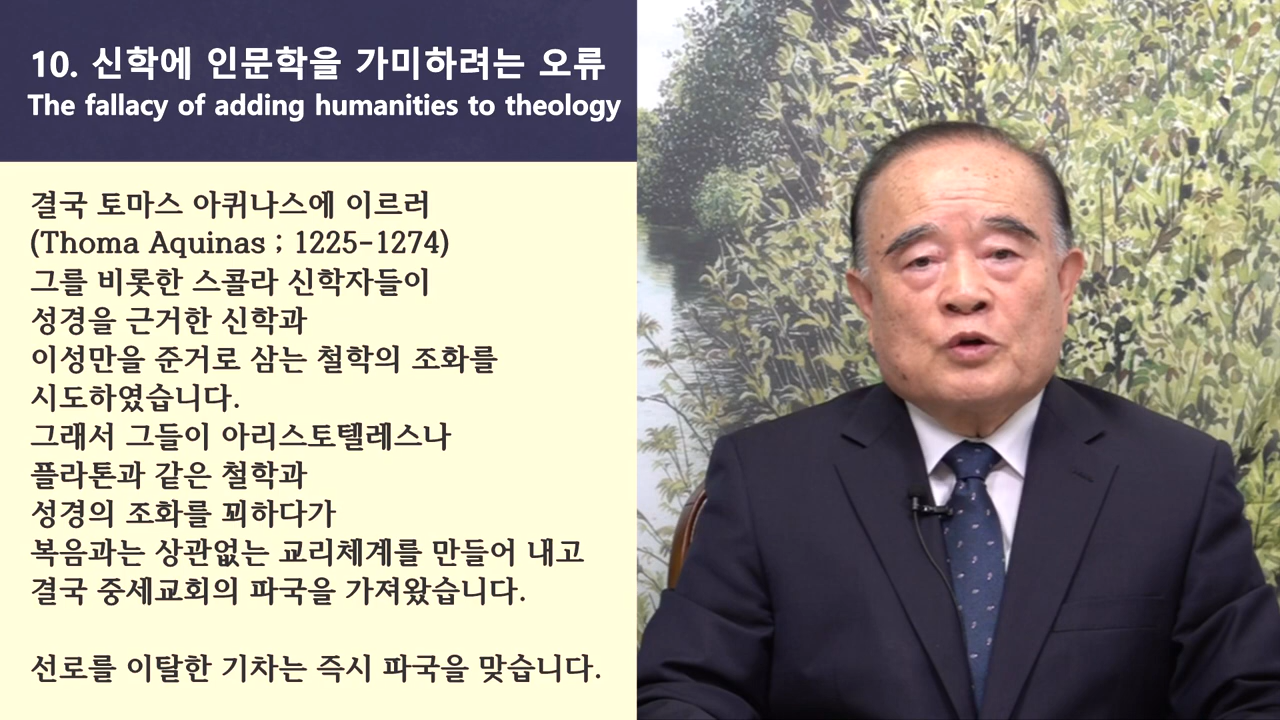 10. 신학에 인문학을 가미하려는 오류
The fallacy of adding humanities to theology
결국 토마스 아퀴나스에 이르러
(Thoma Aquinas ; 1225-1274)
그를 비롯한 스콜라 신학자들이
성경을 근거한 신학과
이성만을 준거로 삼는 철학의 조화를
시도하였습니다.
그래서 그들이 아리스토텔레스나
플라톤과 같은 철학과
성경의 조화를 꾀하다가
복음과는 상관없는 교리체계를 만들어 내고
결국 중세교회의 파국을 가져왔습니다.
선로를 이탈한 기차는 즉시 파국을 맞습니다.